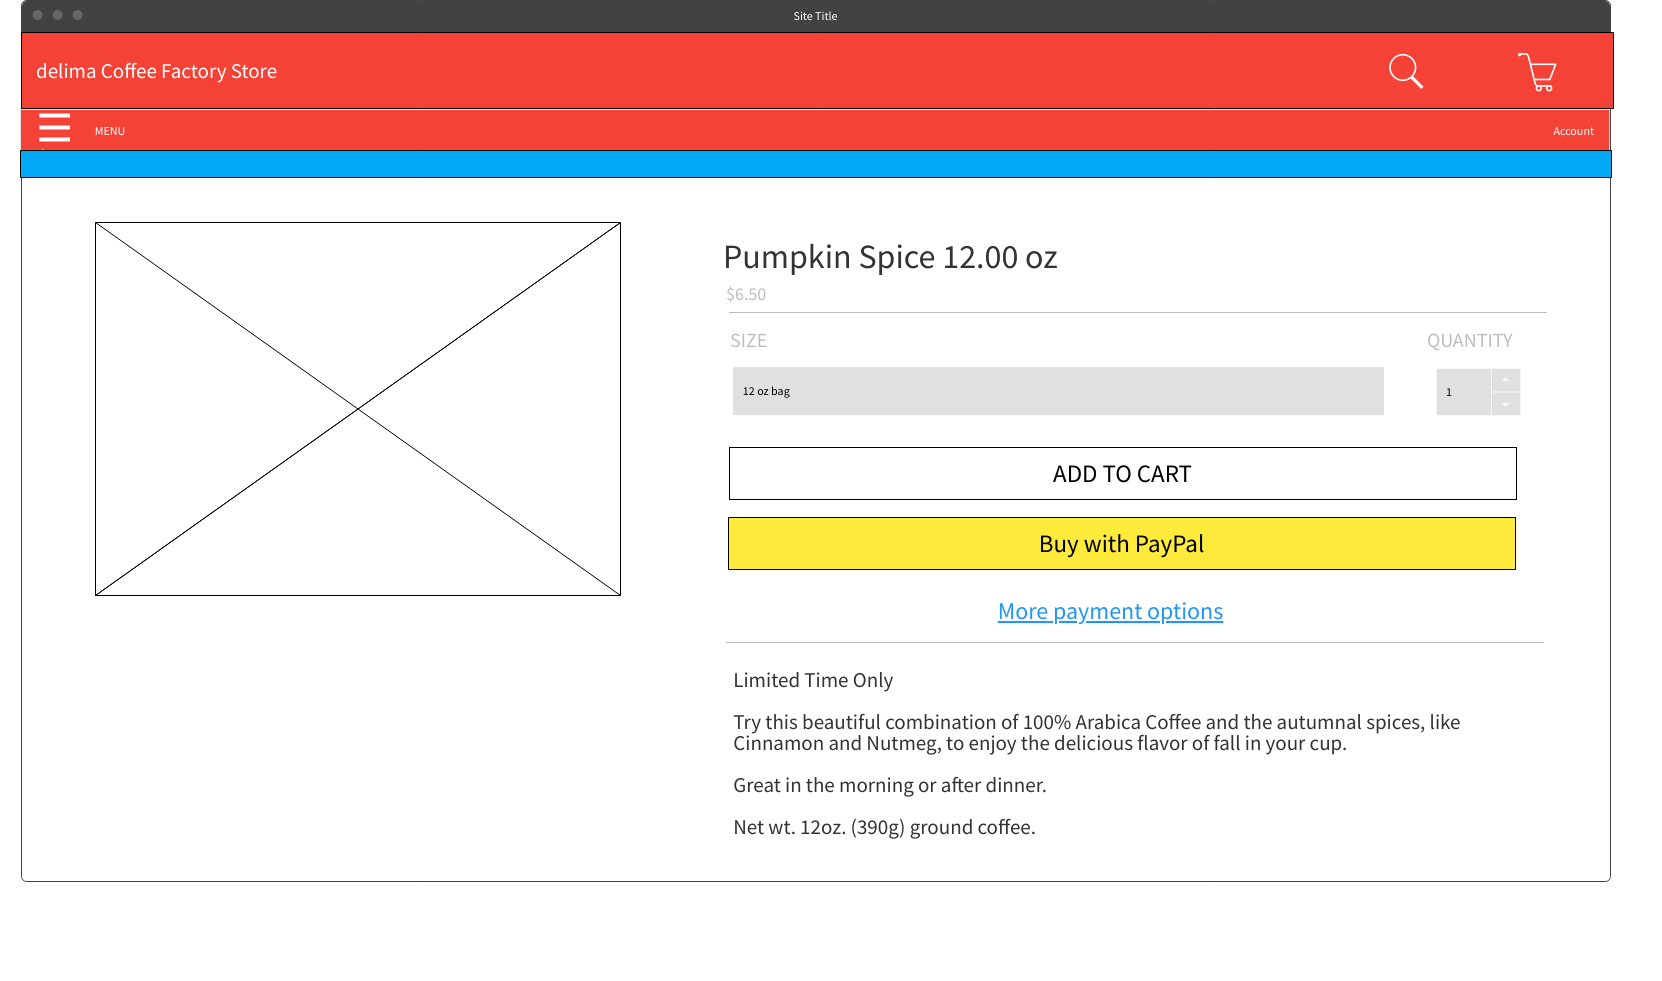 Site Title
delima Coffee Factory Store
MENU
Account
Pumpkin Spice 12.00 oz
$6.50
SIZE
QUANTITY
12 oz bag
1
ADD TO CART
Buy with PayPal
More payment options
Limited Time Only
Try this beautiful combination of 100% Arabica Coffee and the autumnal spices, like
Cinnamon and Nutmeg, to enjoy the delicious flavor of fall in your cup.
Great in the morning or after dinner.
Net wt. 12oz. (390g) ground coffee.